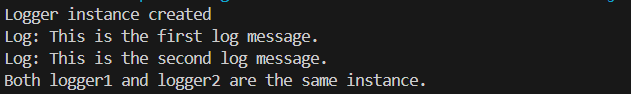 Logger instance created
Log: This is the first log message.
Log: This is the second log message.
Both logger1 and logger2 are the same instance.